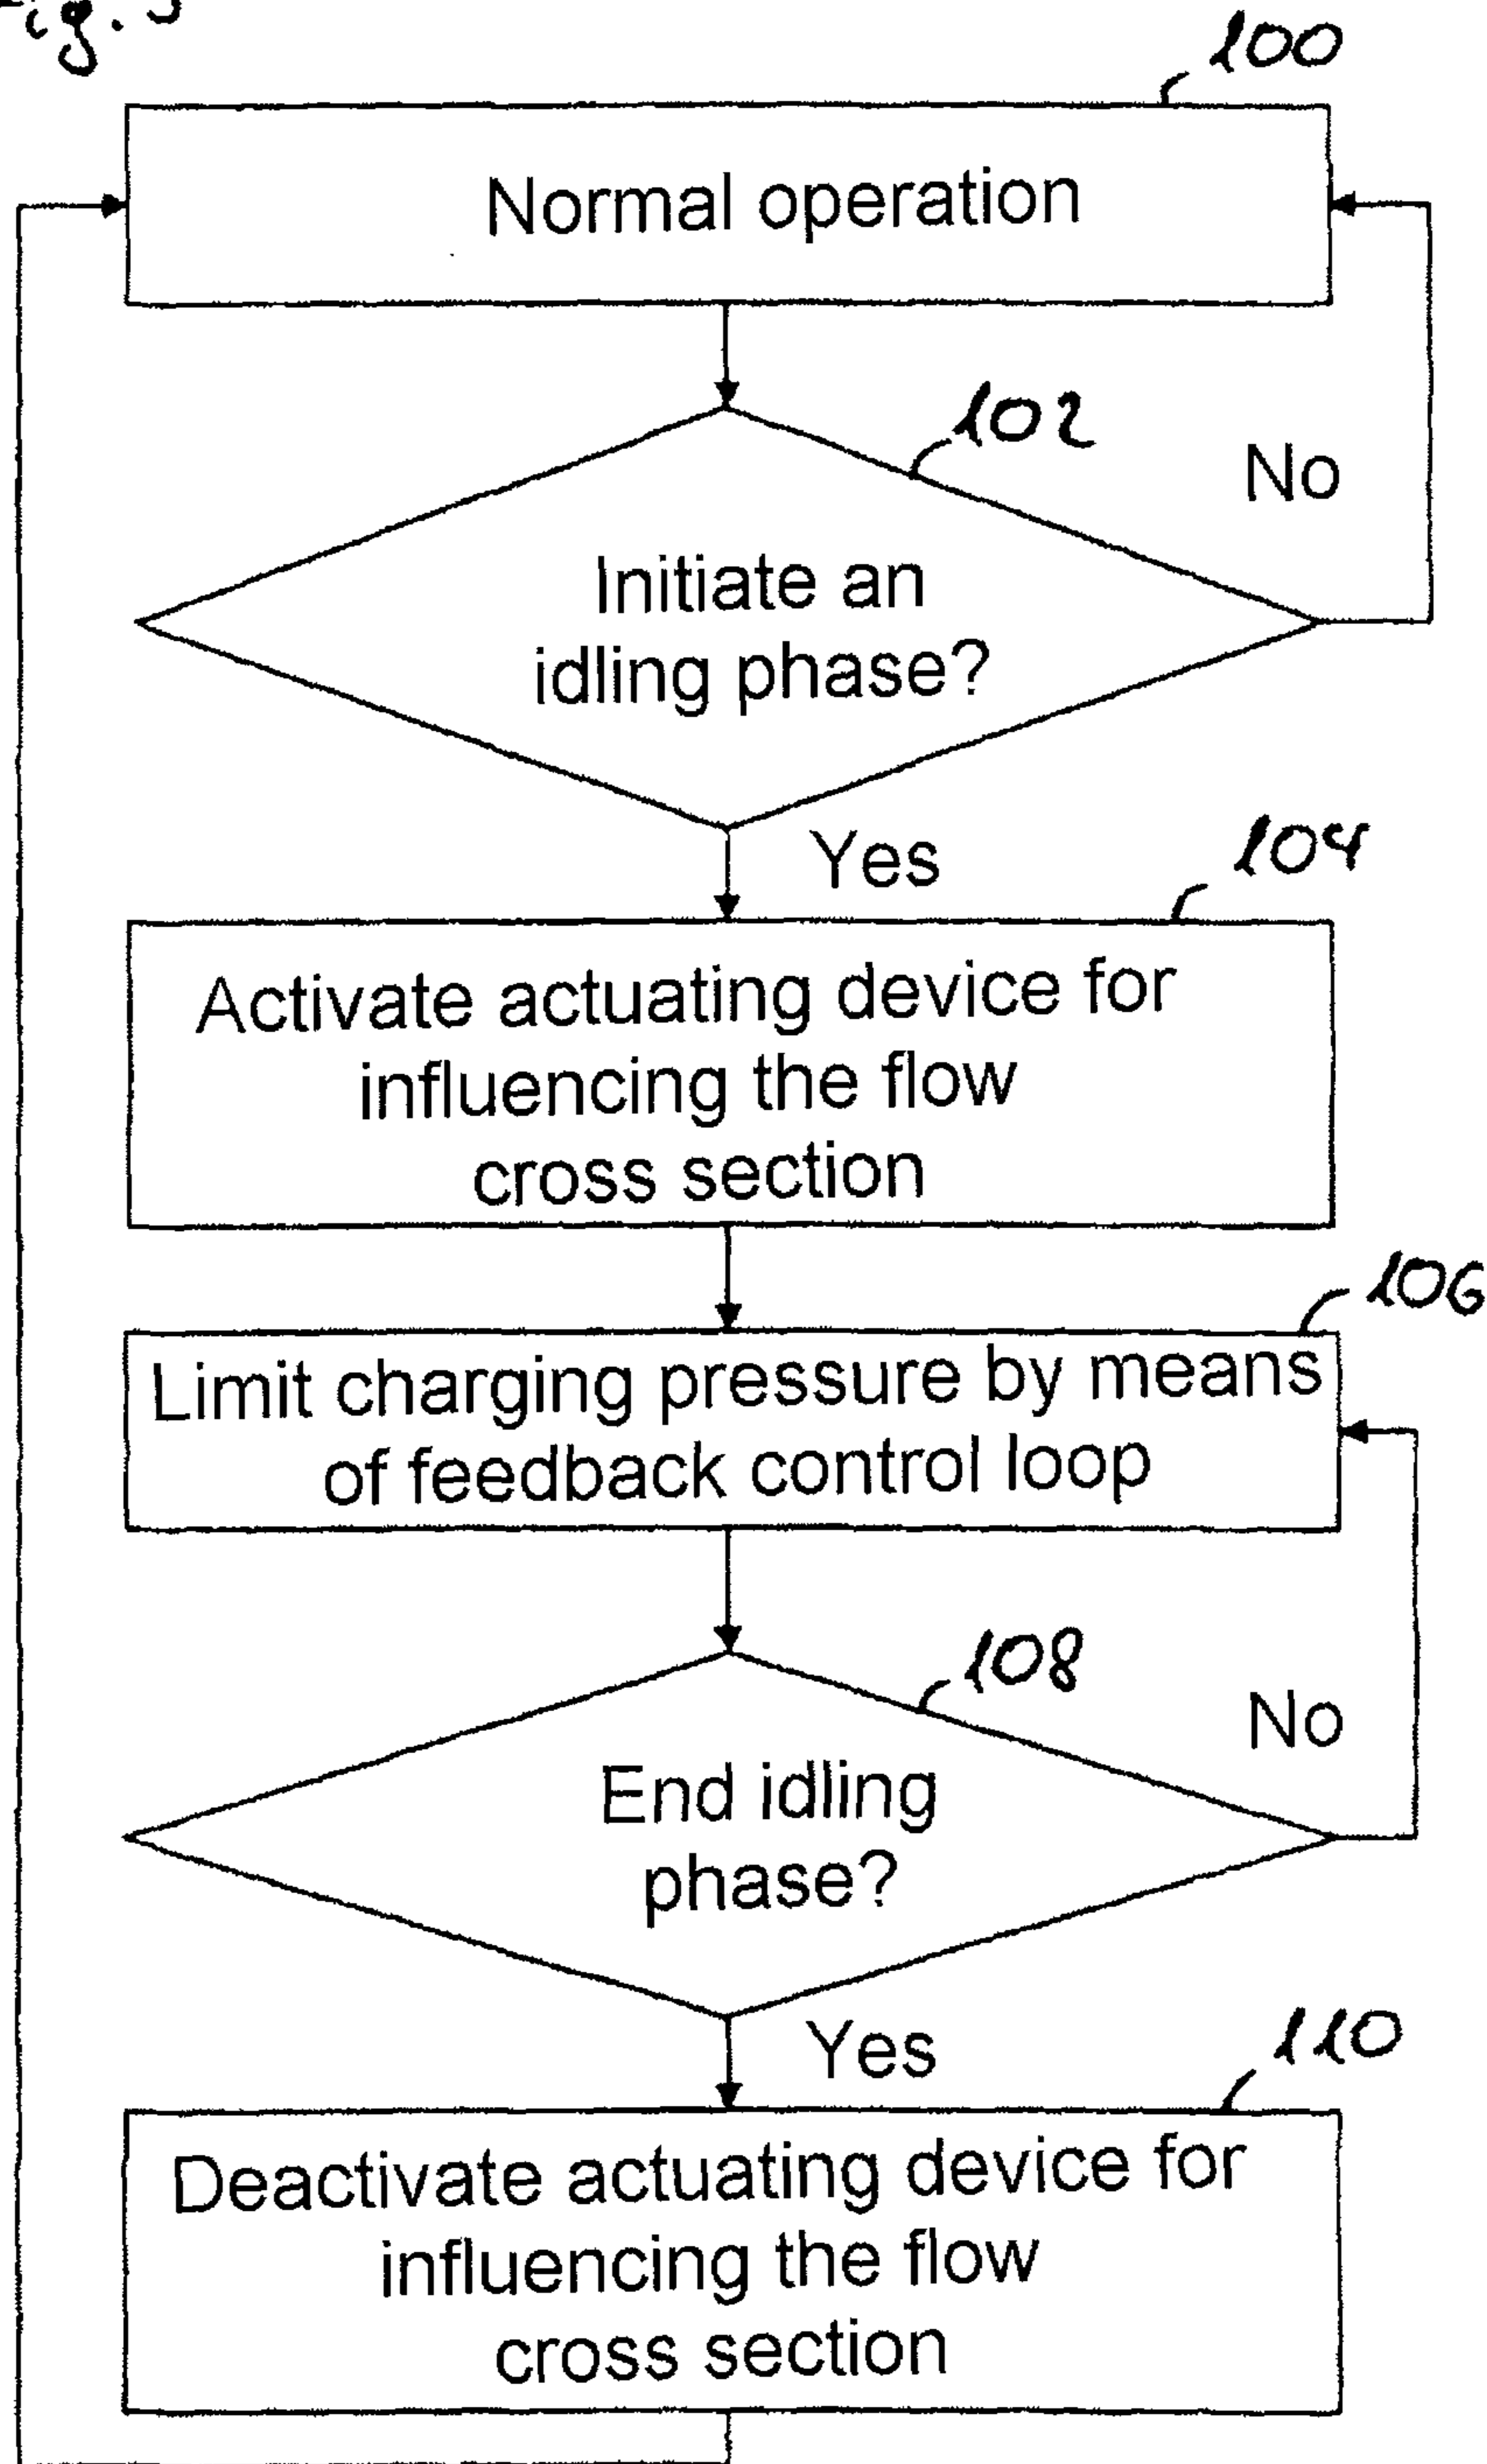 100
Normal operation
102
No
Initiate an
idling phase?
Yes
104
Activate actuating device for
influencing the flow
cross section
106
Limit charging pressure by means
of feedback control loop
108
No
End idling
phase?
Yes
110
Deactivate actuating device for
influencing the flow
cross section